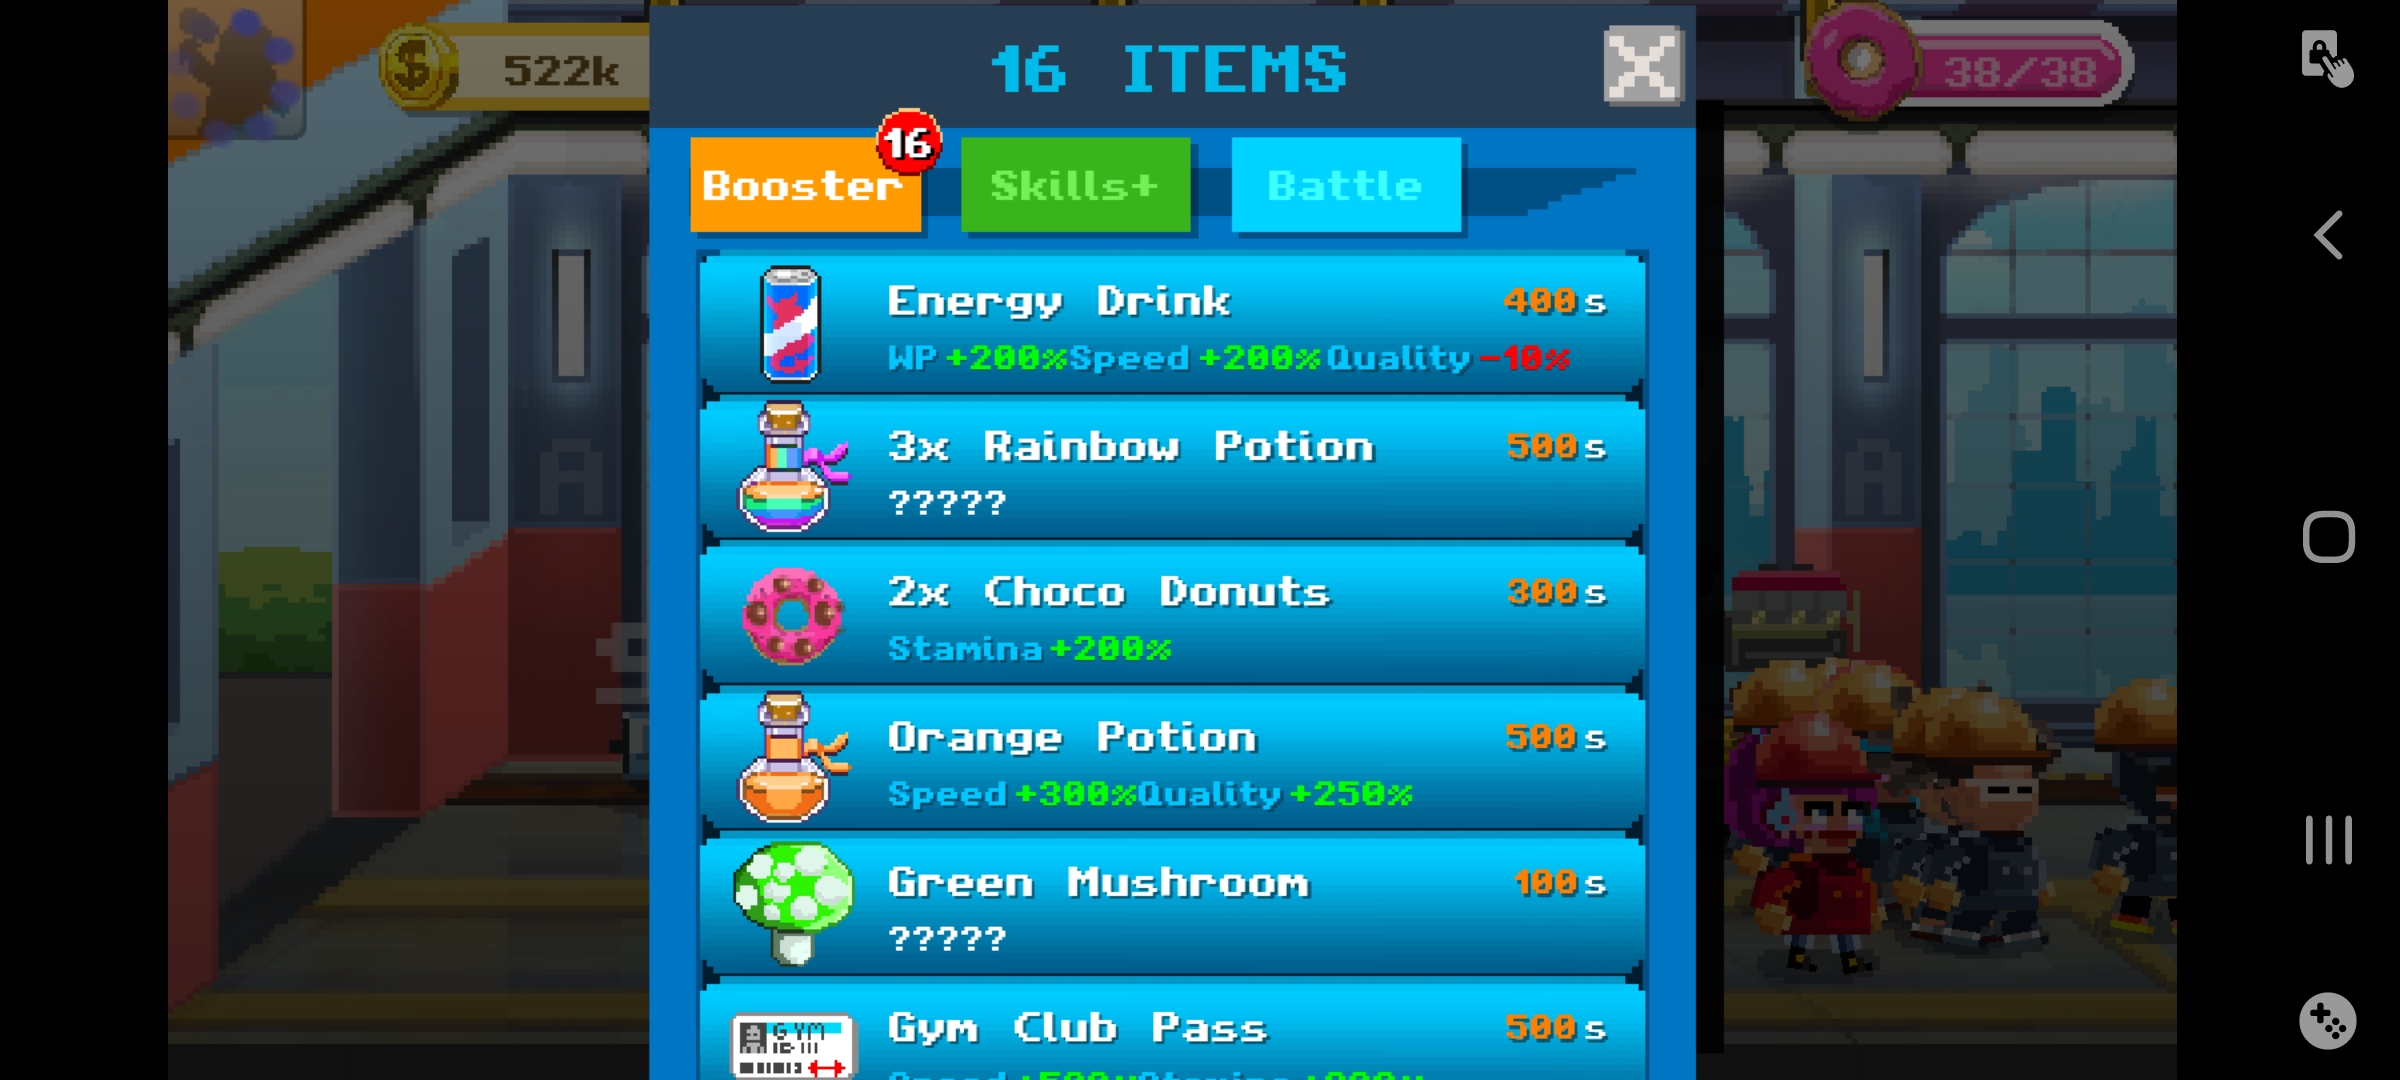 522k
16 ITEMS
38/38
Booster
16
Skills+
Battle
Energy Drink 400s
WP +200% Speed +200% Quality -10%
3x Rainbow Potion 500s
?????
2x Choco Donuts 300s
Stamina +200%
Orange Potion 500s
Speed +300% Quality +250%
Green Mushroom 100s
?????
Gym Club Pass 500s
GYM
A
A